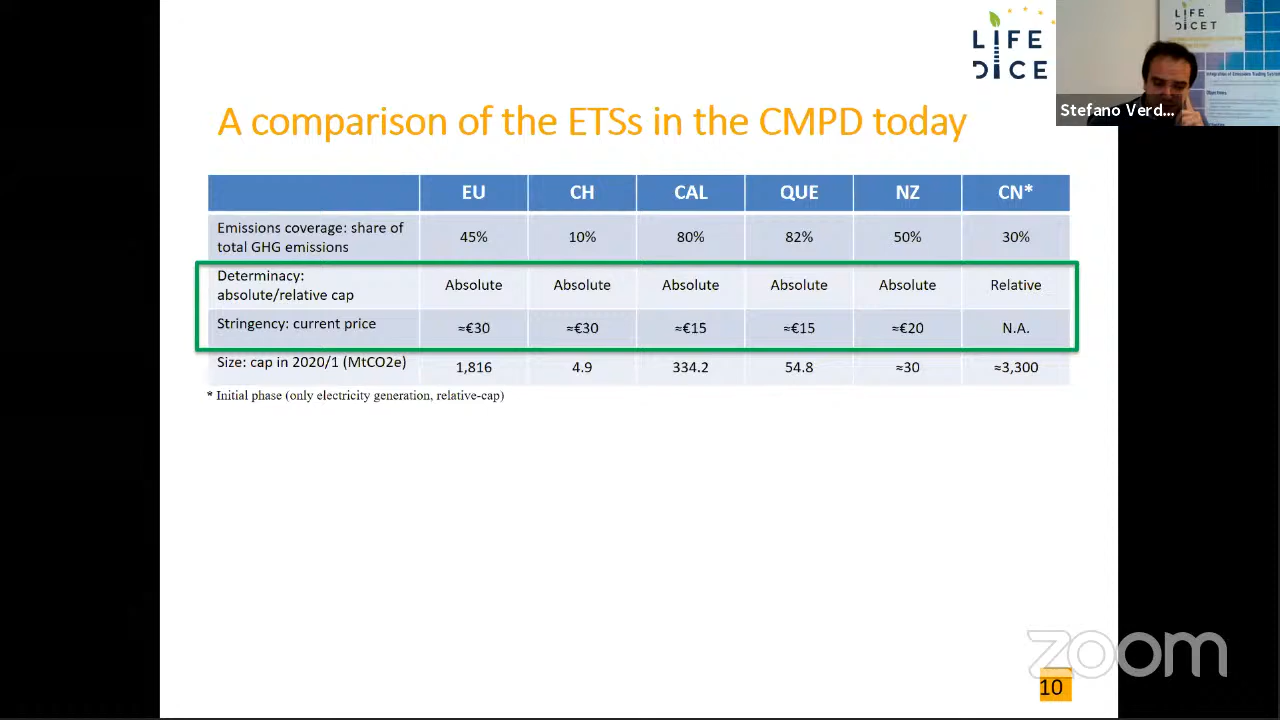 LIFE
DICE
LIFE
DICET
Stefano Verd...
A comparison of the ETSs in the CMPD today
EU CH CAL QUE NZ CN*
Emissions coverage: share of
total GHG emissions
45% 10% 80% 82% 50% 30%
Determinacy:
absolute/relative cap
Absolute Absolute Absolute Absolute Absolute Relative
Stringency: current price ≈€30 ≈€30 ≈€15 ≈€15 ≈€20 N.A.
Size: cap in 2020/1 (MtCO2e) 1,816 4.9 334.2 54.8 ≈30 ≈3,300
* Initial phase (only electricity generation, relative-cap)
zoom
10